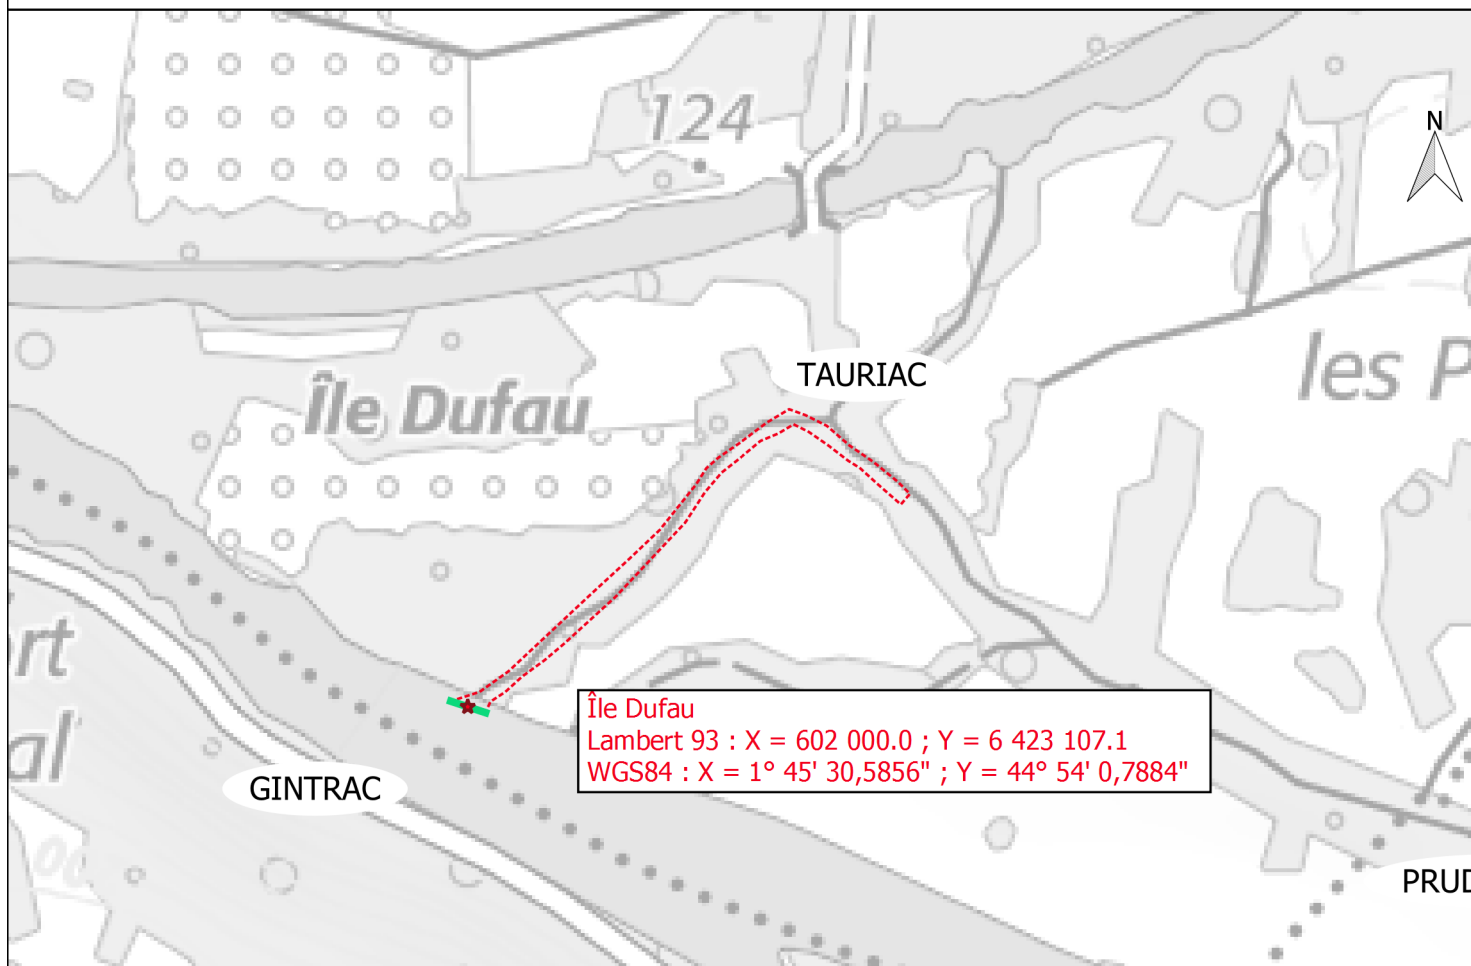 124
N
les P
TAURIAC
Île Dufau
rt
al
Île Dufau
Lambert 93 : X = 602 000.0 ; Y = 6 423 107.1
WGS84 : X = 1° 45' 30,5856" ; Y = 44° 54' 0,7884"
GINTRAC
00
PRUD